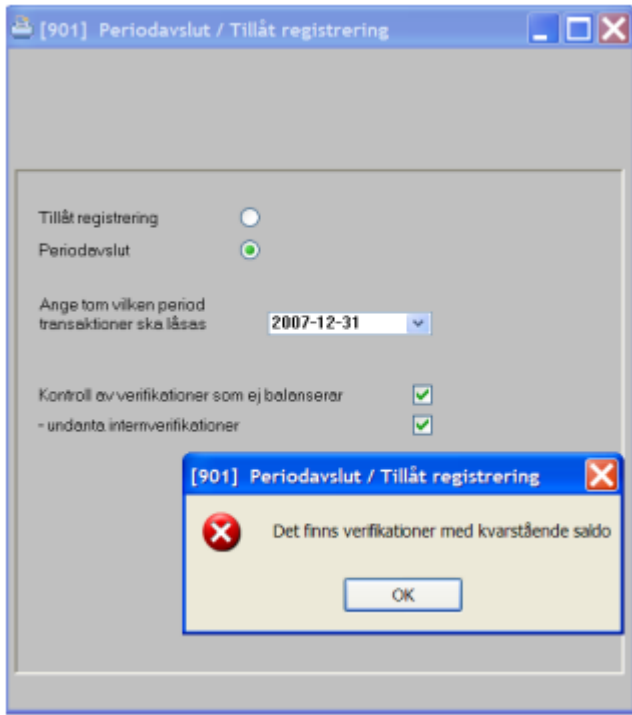 [901] Periodavslut / Tillåt registrering
Tillåt registrering
Periodavslut
Ange tom vilken period
transaktioner ska låsas
2007-12-31
Kontroll av verifikationer som ej balanserar
- undanta internverifikationer
[901] Periodavslut / Tillåt registrering
Det finns verifikationer med kvarstående saldo
OK